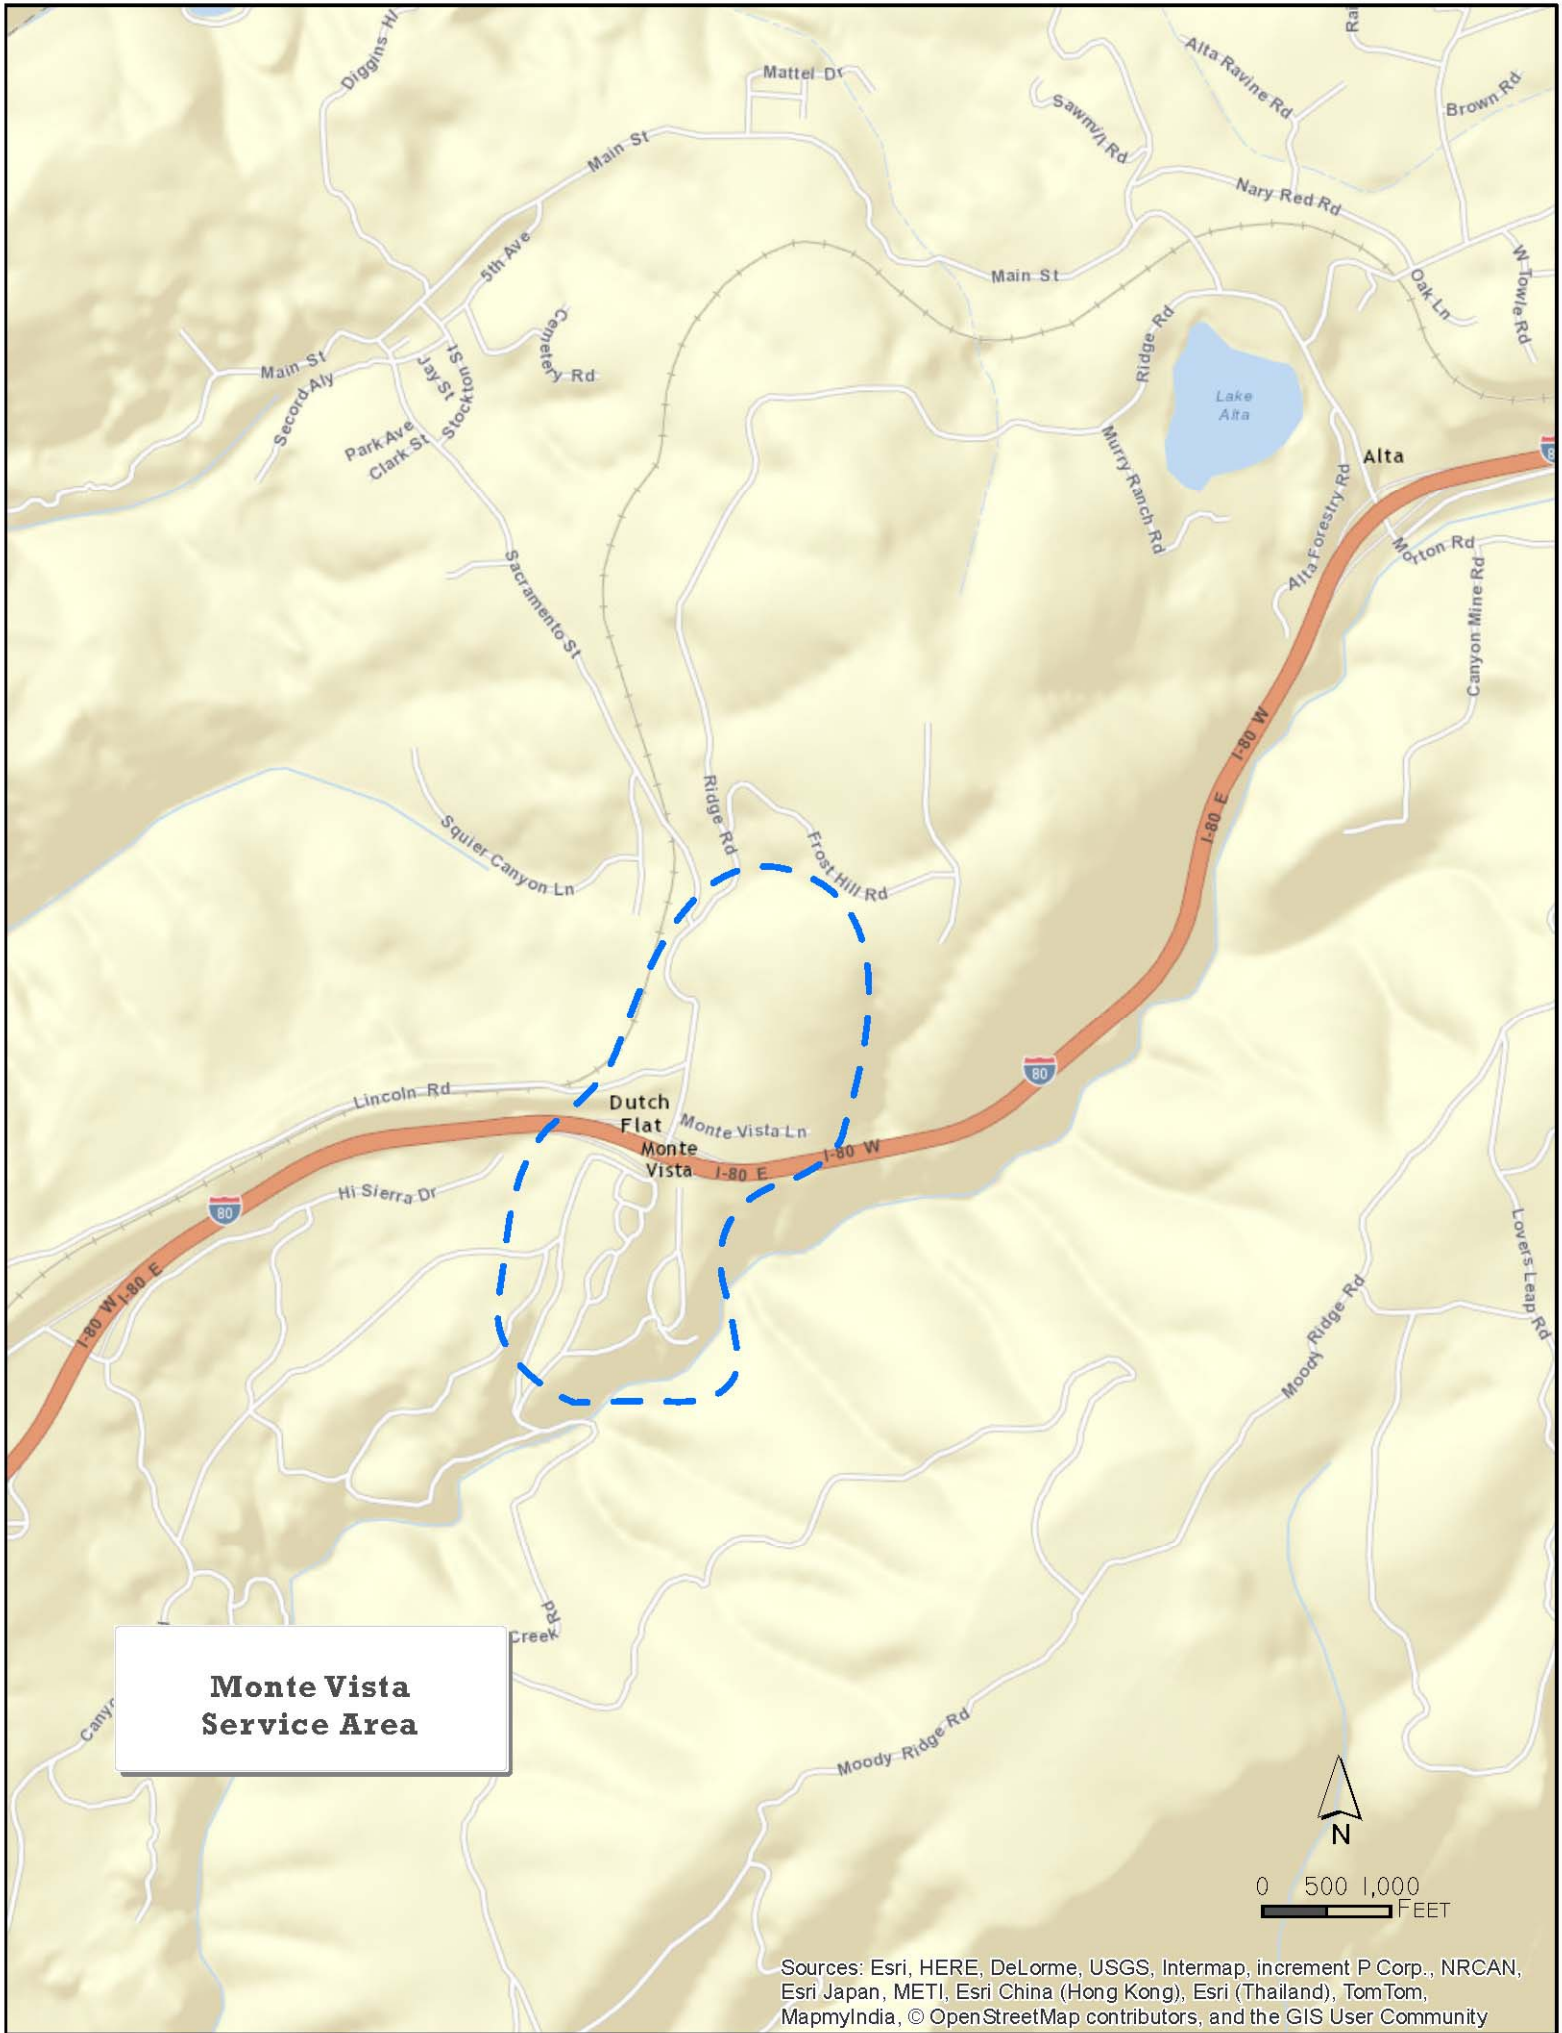 Diggins H
Mattel Dr
Main St
Alta Ravine Rd
Rai
Brown Rd
Sawmill Rd
Nary Red Rd
5th Ave
Main St
Oak Ln
W Towle Rd
Cemetery Rd
Ridge Rd
Main St
Second Aly
Jay St
Stockton St
Park Ave
Clark St
Lake
Alta
Alta
Murry Ranch Rd
Alta Forestry Rd
Morton Rd
Canyon Mine Rd
Sacramento St
I-80 W
I-80 E
Ridge Rd
Frost Hill Rd
Squier Canyon Ln
80
Lincoln Rd
Dutch
Flat
Monte Vista Ln
Monte
Vista
I-80 E
I-80 W
Hi Sierra Dr
80
I-80 W
I-80 E
Lovers Leap Rd
Moody Ridge Rd
Creek Rd
Monte Vista
Service Area
Canyo
Moody Ridge Rd
N
0 500 1,000
FEET
Sources: Esri, HERE, DeLorme, USGS, Intermap, increment P Corp., NRCAN,
Esri Japan, METI, Esri China (Hong Kong), Esri (Thailand), TomTom,
MapmyIndia, © OpenStreetMap contributors, and the GIS User Community